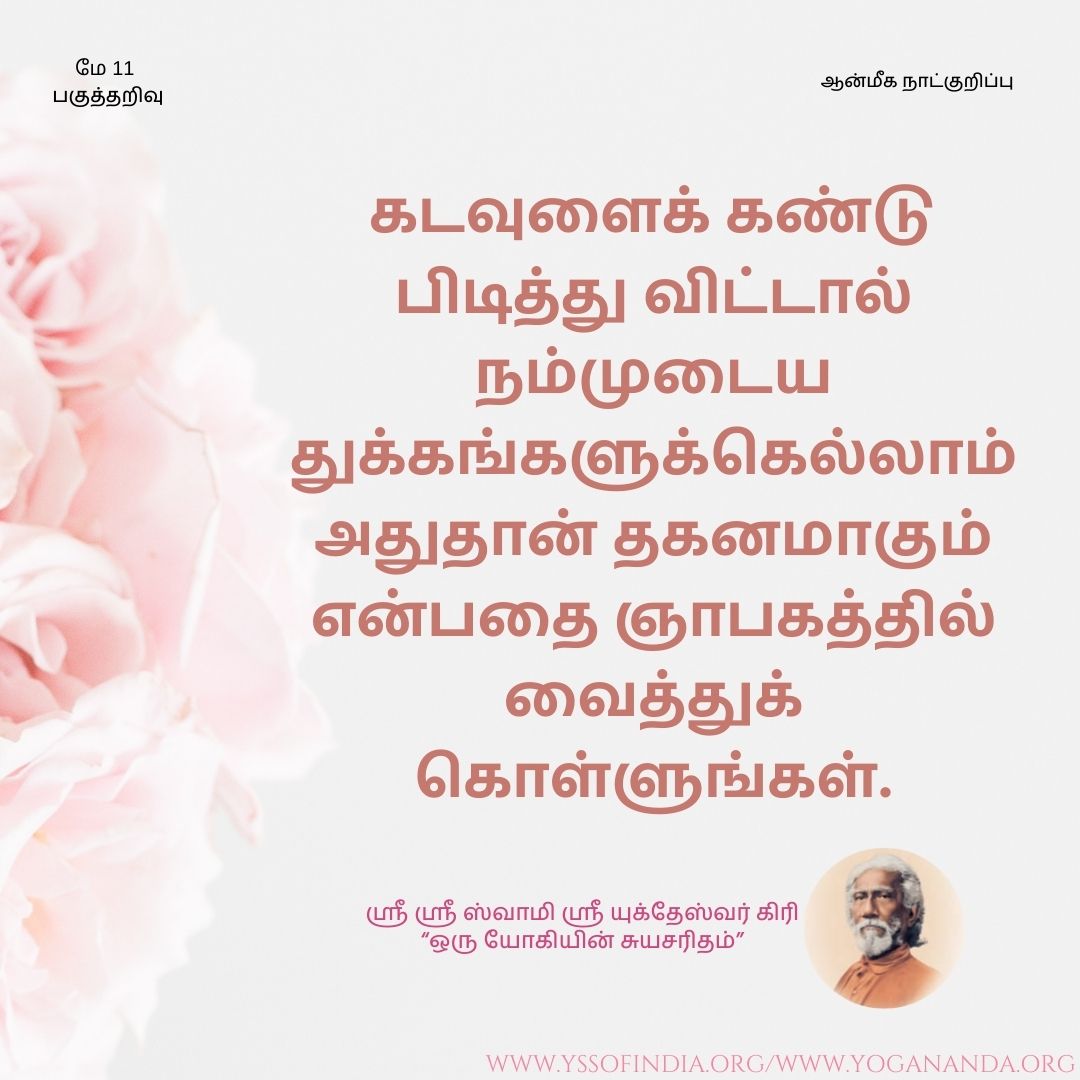 மே 11
பகுத்தறிவு
ஆன்மீக நாட்குறிப்பு
கடவுளைக் கண்டு
பிடித்து விட்டால்
நம்முடைய
துக்கங்களுக்கெல்லாம்
அதுதான் தகனமாகும்
என்பதை ஞாபகத்தில்
வைத்துக்
கொள்ளுங்கள்.
ஸ்ரீ ஸ்ரீ ஸ்வாமி ஸ்ரீ யுக்தேஸ்வர் கிரி
“ஒரு யோகியின் சுயசரிதம்”
WWW.YSSOFINDIA.ORG/WWW.YOGANANDA.ORG